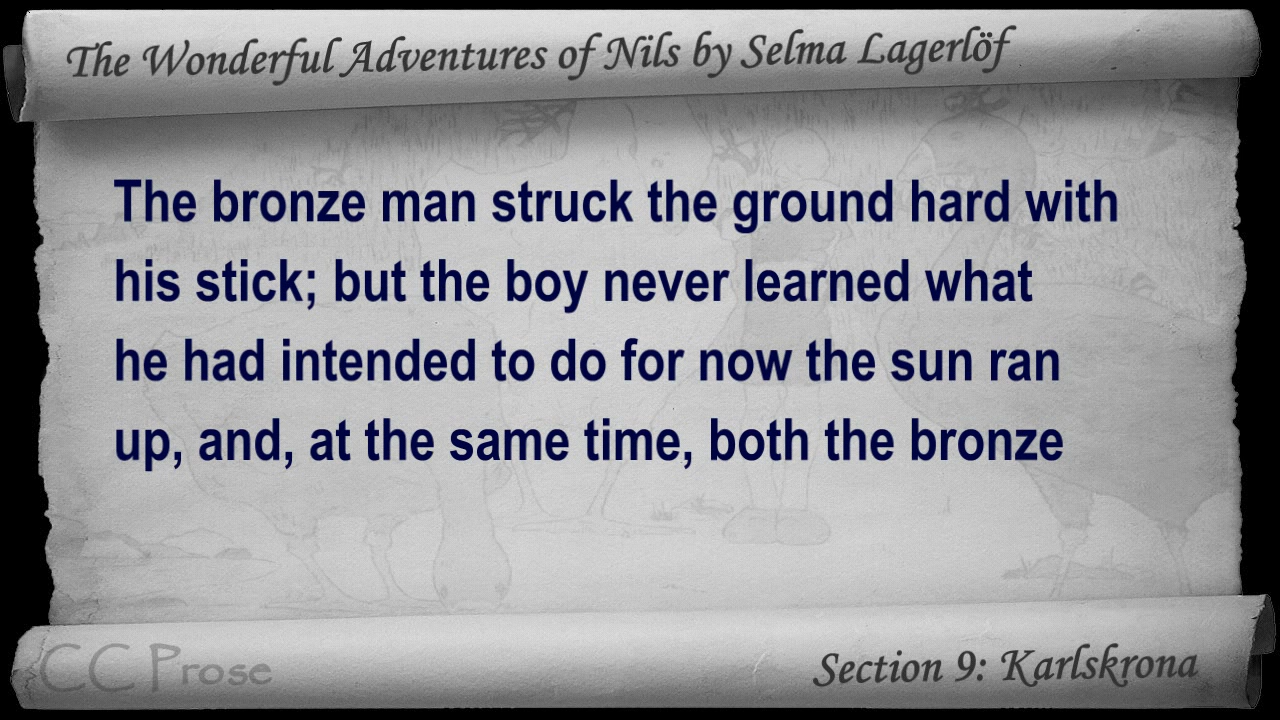 The Wonderful Adventures of Nils by Selma Lagerlöf
The bronze man struck the ground hard with
his stick; but the boy never learned what
he had intended to do for now the sun ran
up, and, at the same time, both the bronze
CC Prose
Section 9: Karlskrona